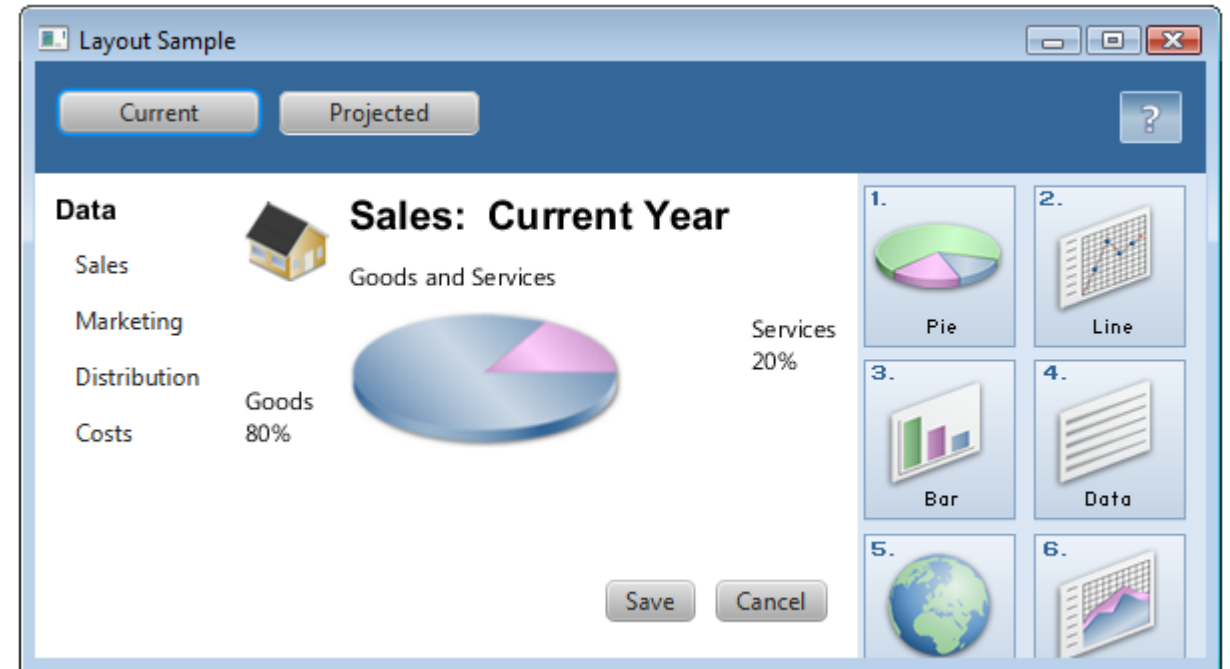 Layout Sample
Current
Projected
?
Data
Sales
Marketing
Distribution
Costs
Sales:  Current Year
Goods and Services
Services
20%
Goods
80%
Save
Cancel
1.
Pie
2.
Line
3.
Bar
4.
Data
5.
6.